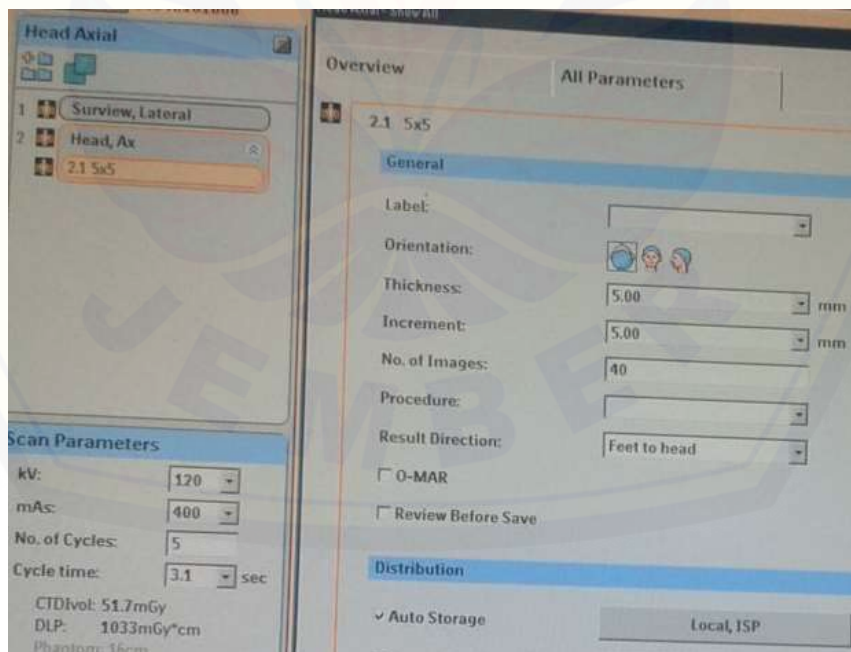 Head Axial
1 Surview, Lateral
2 Head, Ax
2.1 5x5
Scan Parameters
kV: 120
mAs: 400
No. of Cycles: 5
Cycle time: 3.1 sec
CTDIvol: 51.7mGy
DLP: 1033mGy*cm
Phantom: 16cm
Overview All Parameters
2.1 5x5
General
Label:
Orientation:
Thickness: 5.00 mm
Increment: 5.00 mm
No. of Images: 40
Procedure:
Result Direction: Feet to head
O-MAR
Review Before Save
Distribution
Auto Storage Local, ISP
JEMBER